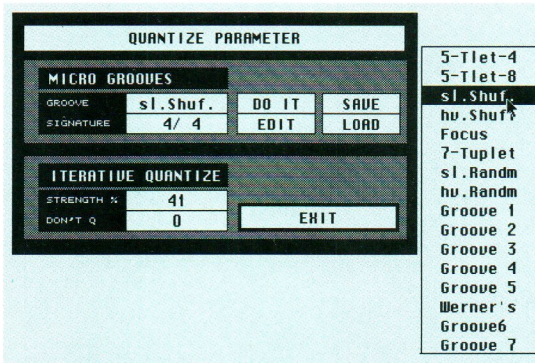 QUANTIZE PARAMETER
MICRO GROOVES
GROOVE sl.Shuf. DO IT SAVE
SIGNATURE 4/ 4 EDIT LOAD
ITERATIVE QUANTIZE
STRENGTH % 41
DON'T Q 0 EXIT
5-Tlet-4
5-Tlet-8
sl.Shuf.
hv.Shuf
Focus
7-Tuplet
sl.Randm
hv.Randm
Groove 1
Groove 2
Groove 3
Groove 4
Groove 5
Werner's
Groove6
Groove 7